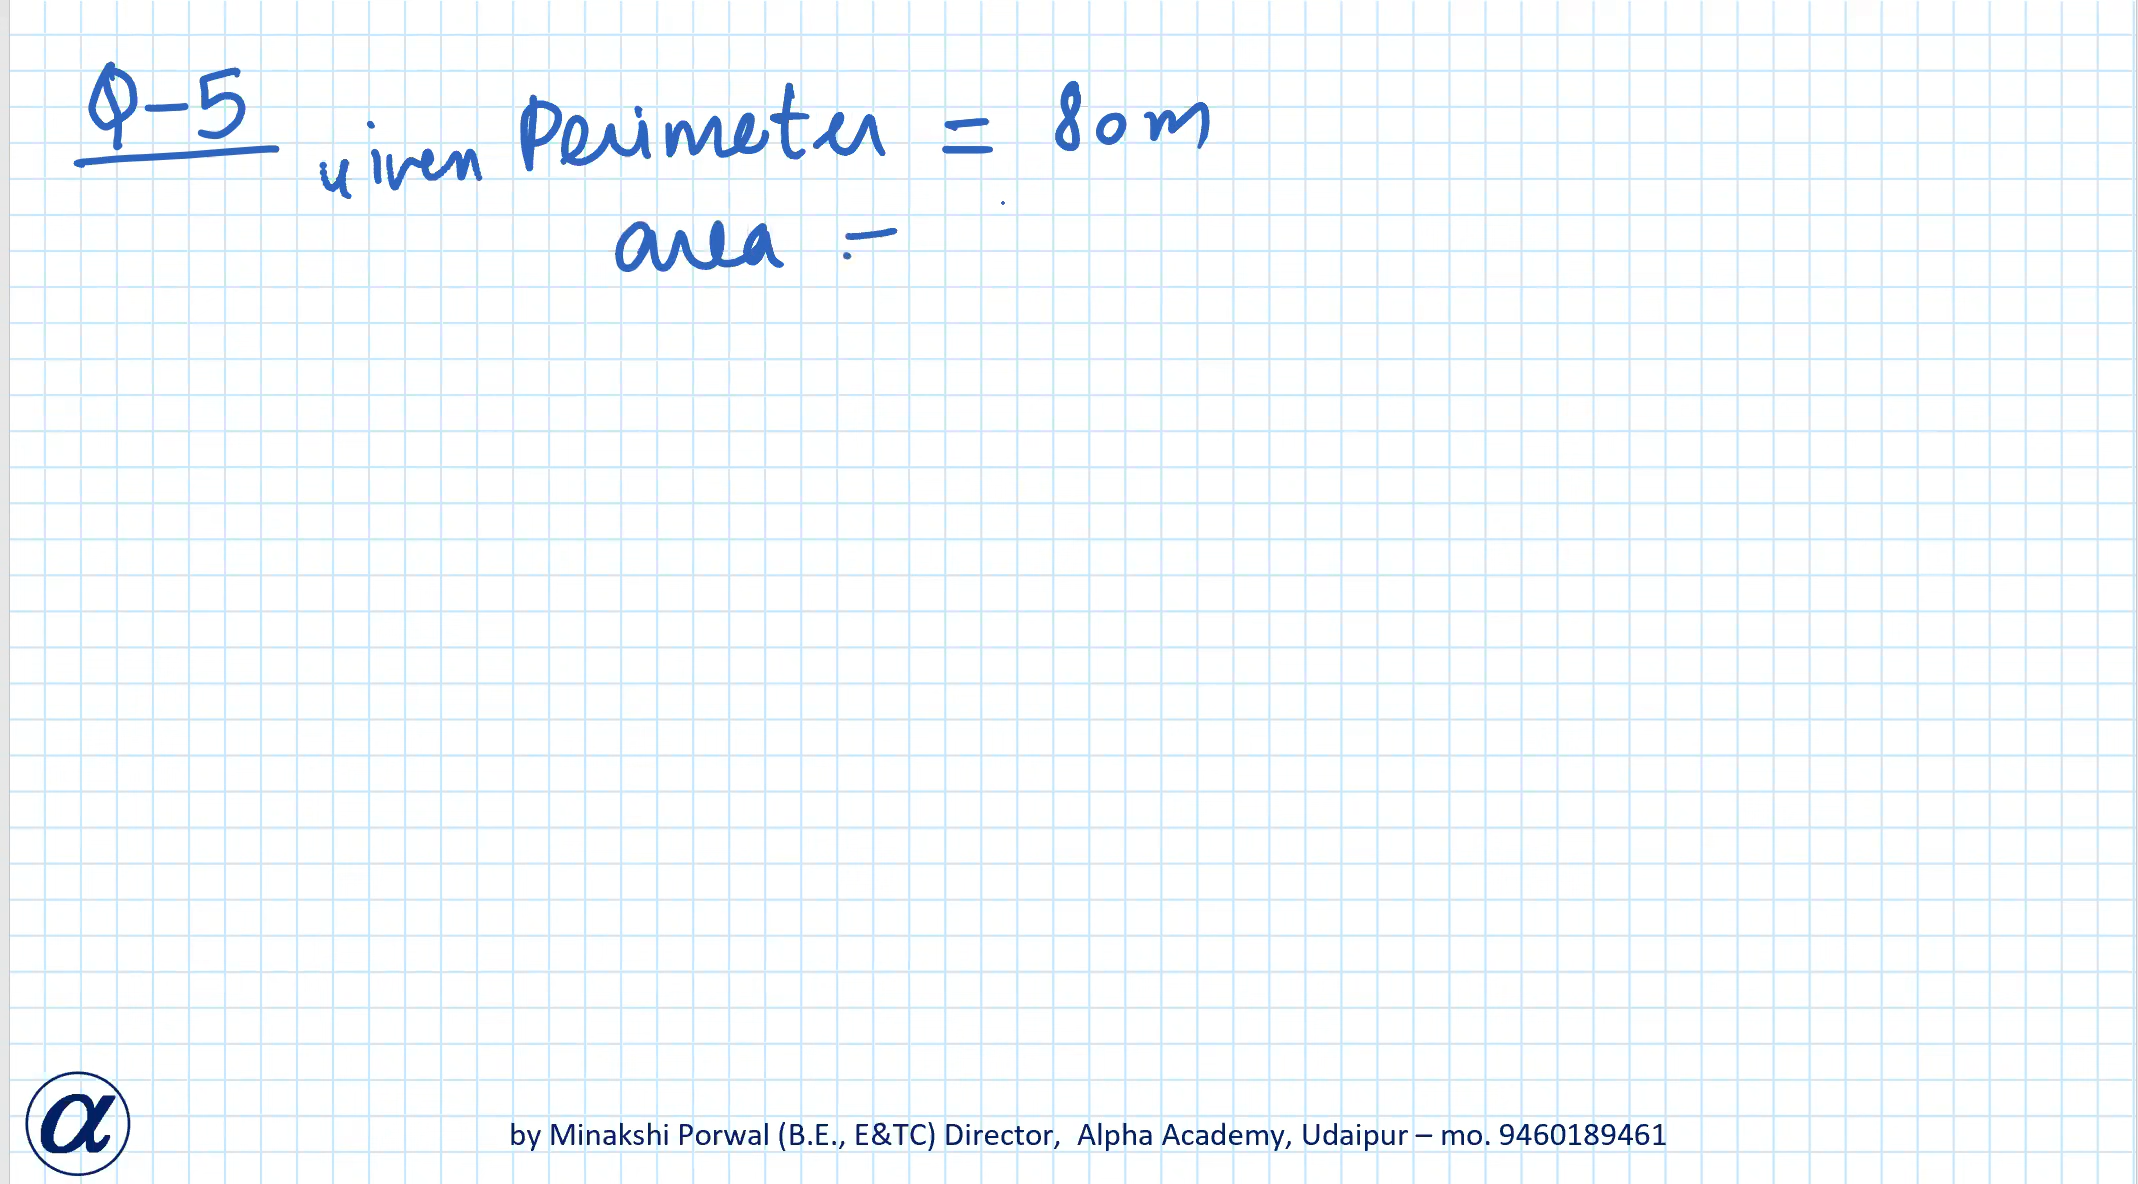 Q-5 given Perimeter = 80m
area =
α
by Minakshi Porwal (B.E., E&TC) Director, Alpha Academy, Udaipur – mo. 9460189461